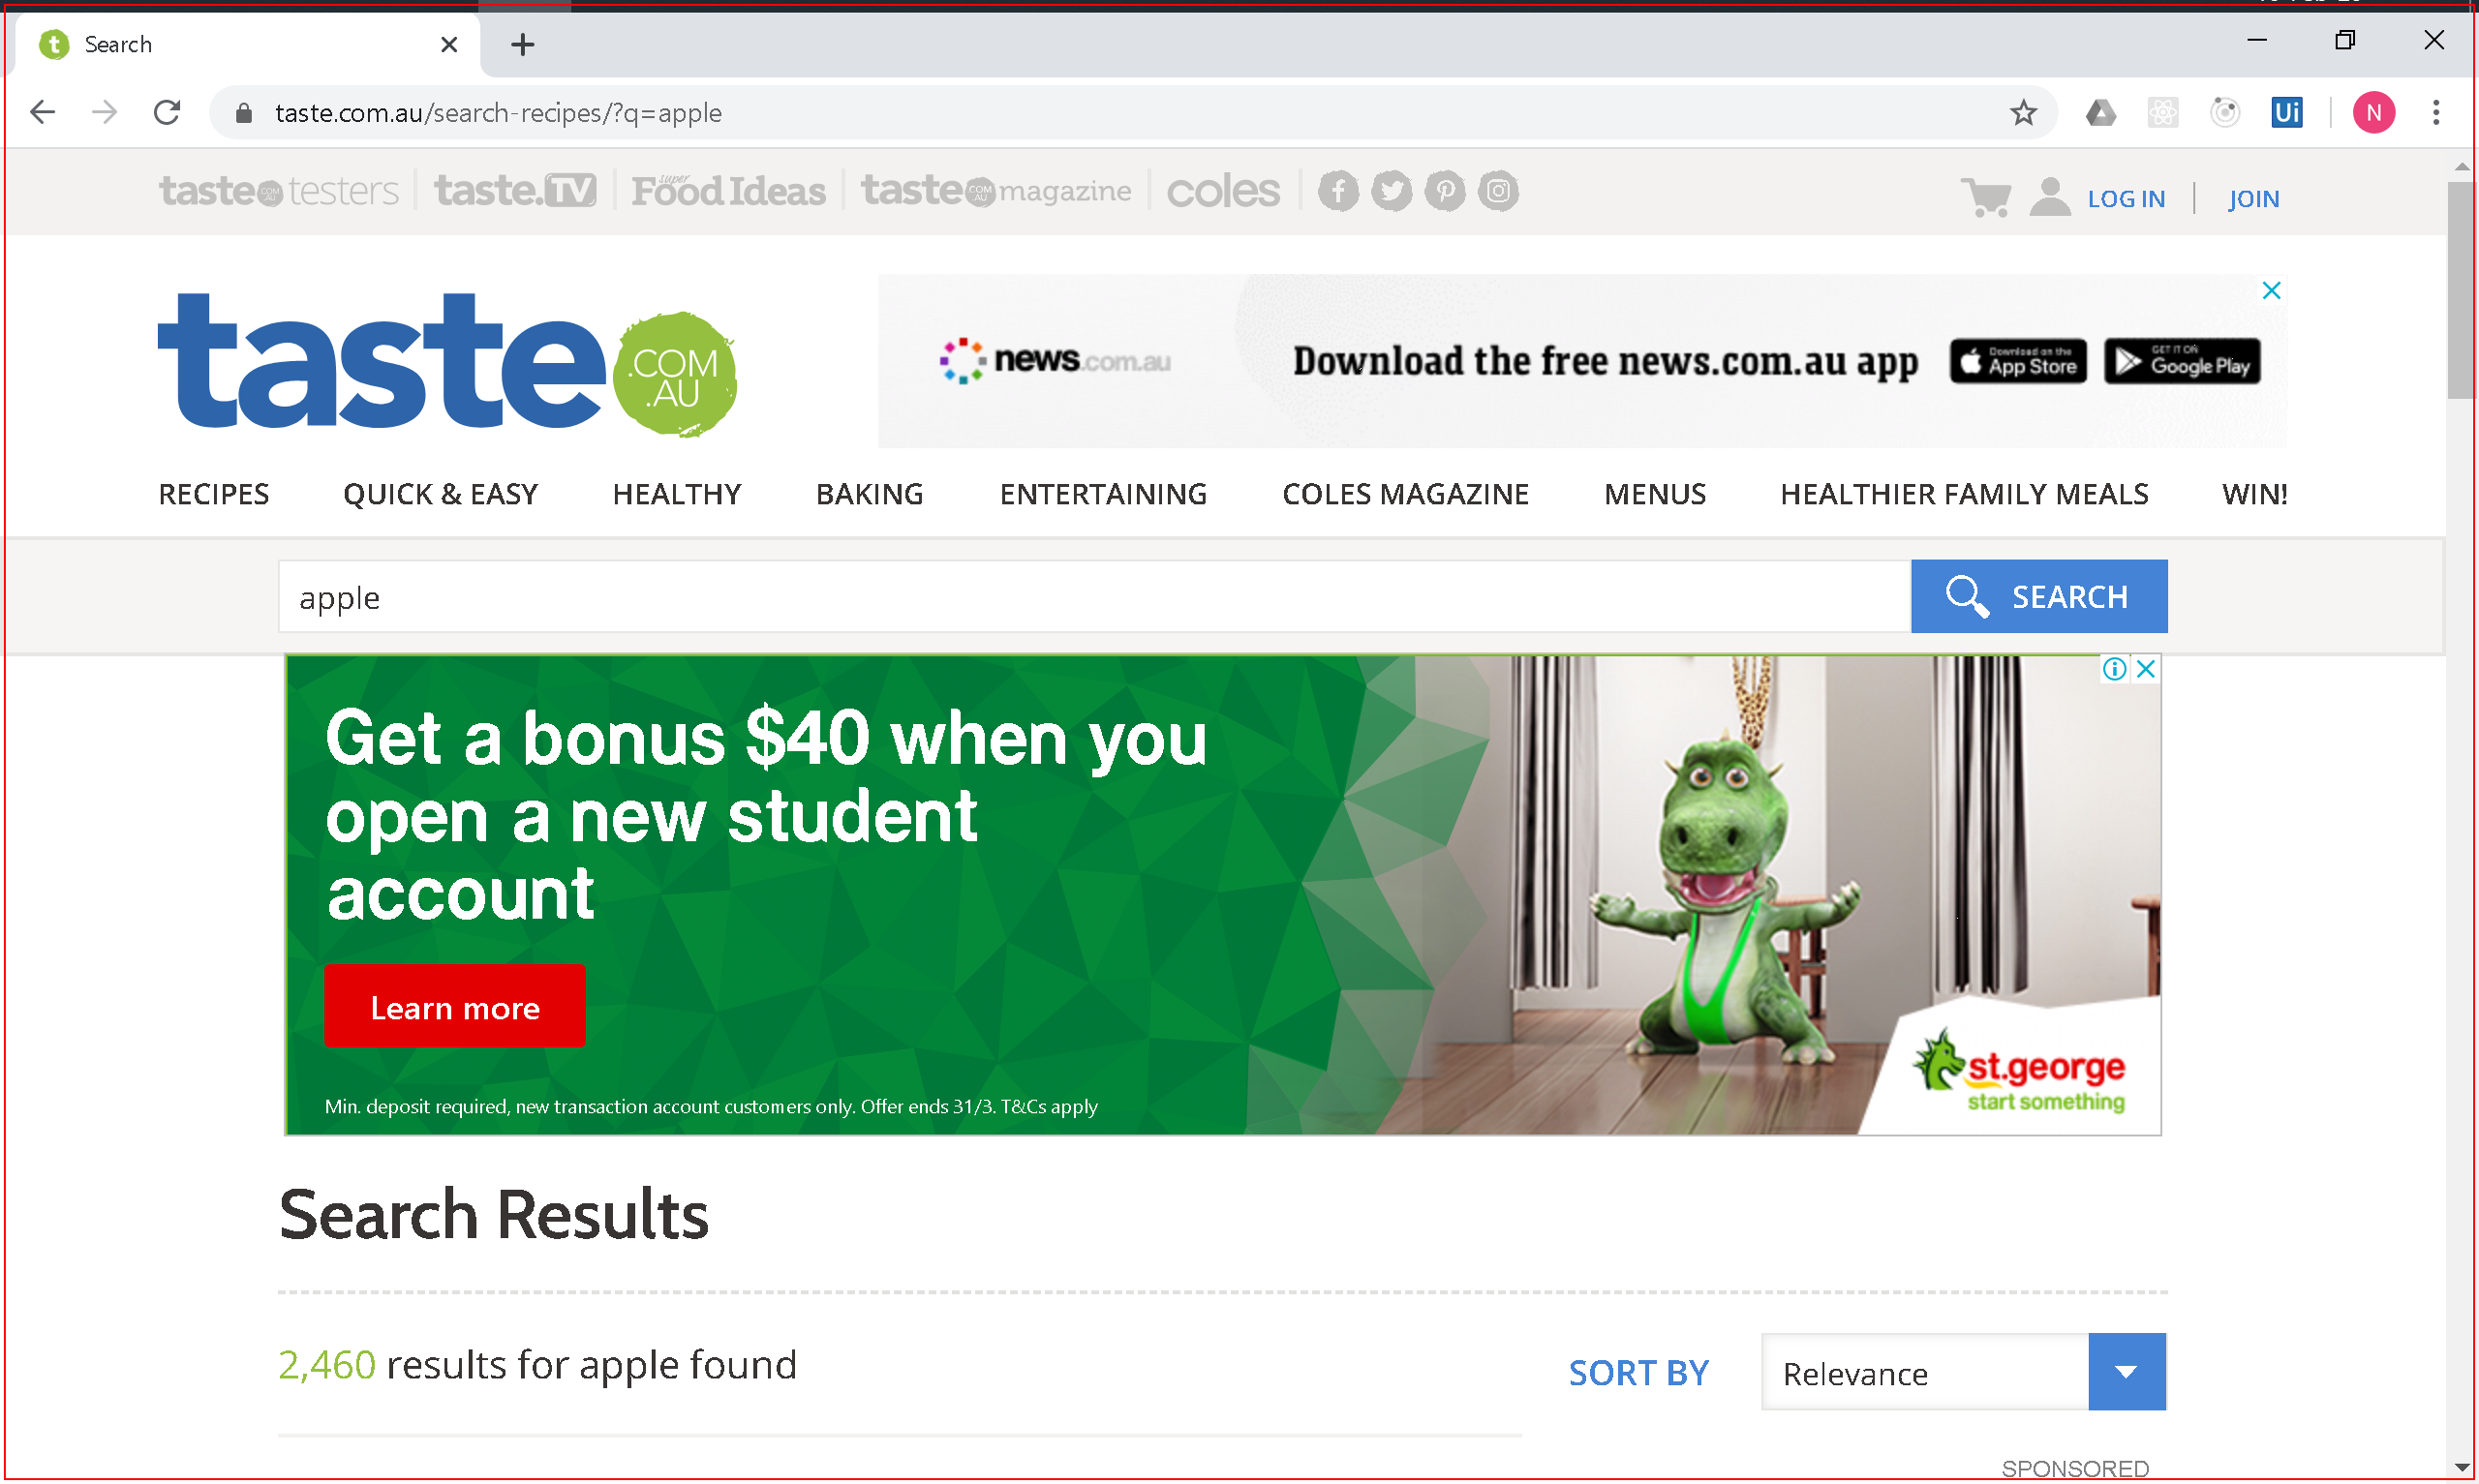 Search
taste.com.au/search-recipes/?q=apple
Ui
N
taste.com.au testers
taste.TV
super Food Ideas
taste.com.au magazine
coles
LOG IN
JOIN
taste.COM.AU
news.com.au
Download the free news.com.au app
Download on the App Store
GET IT ON Google Play
RECIPES
QUICK & EASY
HEALTHY
BAKING
ENTERTAINING
COLES MAGAZINE
MENUS
HEALTHIER FAMILY MEALS
WIN!
apple
SEARCH
Get a bonus $40 when you
open a new student
account
Learn more
Min. deposit required, new transaction account customers only. Offer ends 31/3. T&Cs apply
st.george
start something
Search Results
2,460 results for apple found
SORT BY
Relevance
SPONSORED